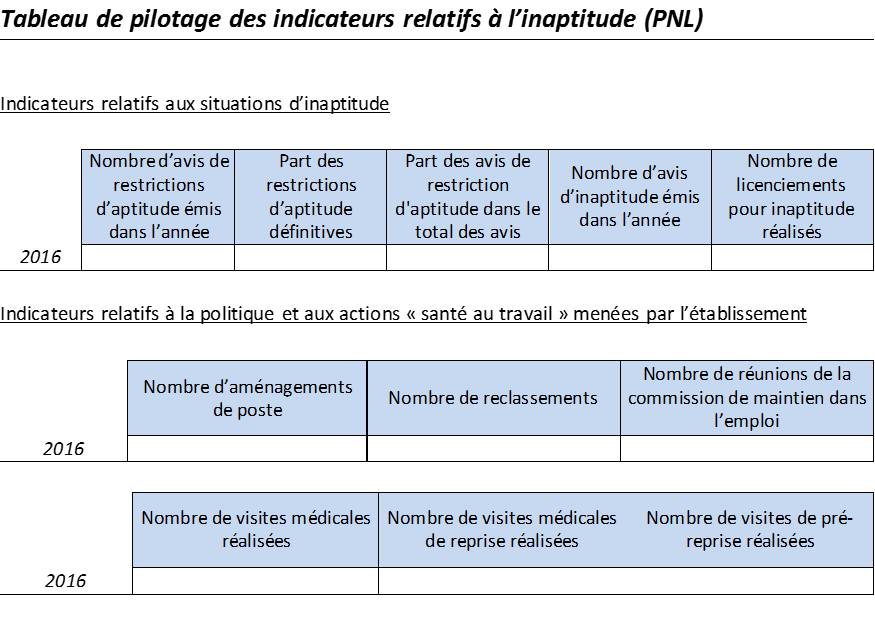 Tableau de pilotage des indicateurs relatifs à l’inaptitude (PNL)
Indicateurs relatifs aux situations d’inaptitude
Nombre d’avis de
restrictions
d’aptitude émis
dans l’année
Part des
restrictions
d’aptitude
définitives
Part des avis de
restriction
d'aptitude dans le
total des avis
Nombre d’avis
d’inaptitude émis
dans l’année
Nombre de
licenciements
pour inaptitude
réalisés
2016
Indicateurs relatifs à la politique et aux actions « santé au travail » menées par l’établissement
Nombre d’aménagements
de poste
Nombre de reclassements
Nombre de réunions de la
commission de maintien dans
l’emploi
2016
Nombre de visites médicales
réalisées
Nombre de visites médicales
de reprise réalisées
Nombre de visites de pré-
reprise réalisées
2016